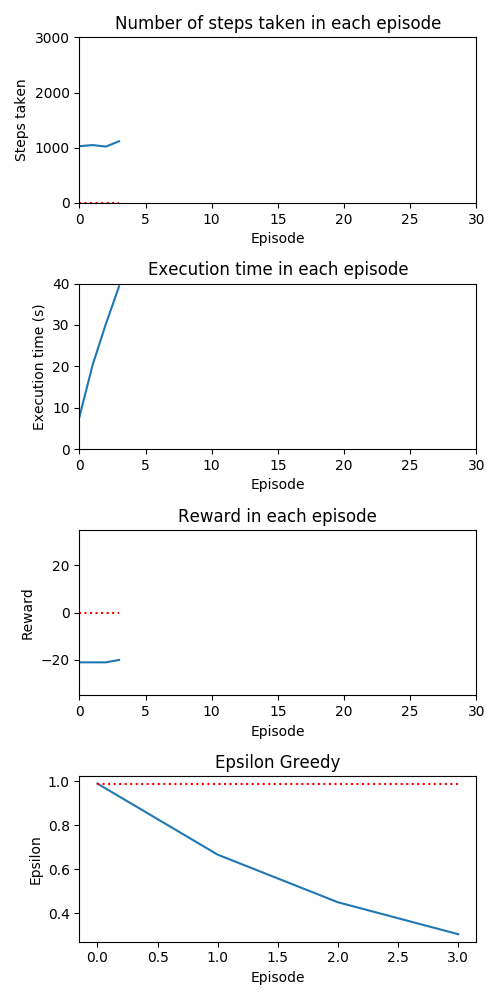 Number of steps taken in each episode
3000
2000
1000
0
Steps taken
0 5 10 15 20 25 30
Episode
Execution time in each episode
40
30
20
10
0
Execution time (s)
0 5 10 15 20 25 30
Episode
Reward in each episode
20
0
−20
Reward
0 5 10 15 20 25 30
Episode
Epsilon Greedy
1.0
0.8
0.6
0.4
Epsilon
0.0 0.5 1.0 1.5 2.0 2.5 3.0
Episode